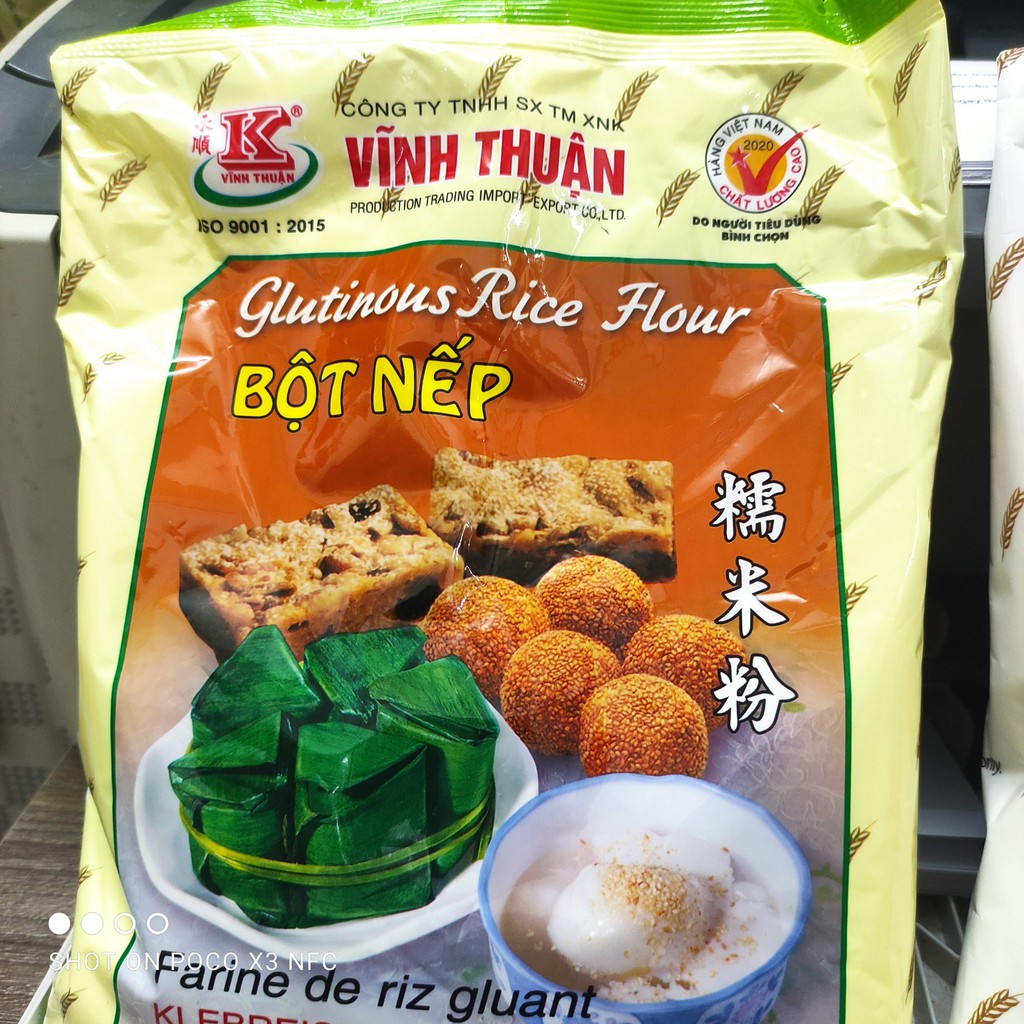 永順
K®
VĨNH THUẬN
ISO 9001 : 2015
CÔNG TY TNHH SX TM XNK
VĨNH THUẬN
PRODUCTION TRADING IMPORT EXPORT CO.,LTD.
HÀNG VIỆT NAM
2020
CHẤT LƯỢNG CAO
DO NGƯỜI TIÊU DÙNG
BÌNH CHỌN
Glutinous Rice Flour
BỘT NẾP
糯米粉
Farine de riz gluant
SHOT ON POCO X3 NFC